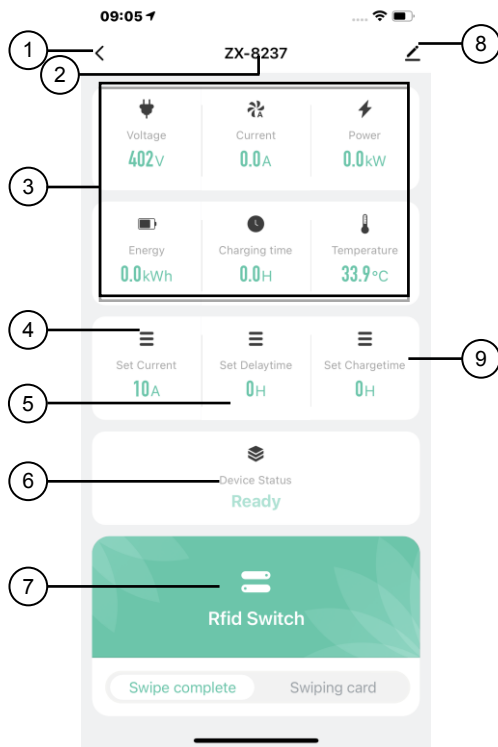 09:05
1
8
ZX-8237
2
Voltage Current Power
402V 0.0A 0.0kW
3
Energy Charging time Temperature
0.0kWh 0.0H 33.9°C
4
Set Current Set Delaytime Set Chargetime
9
10A 0H 0H
5
6
Device Status
Ready
7
Rfid Switch
Swipe complete Swiping card